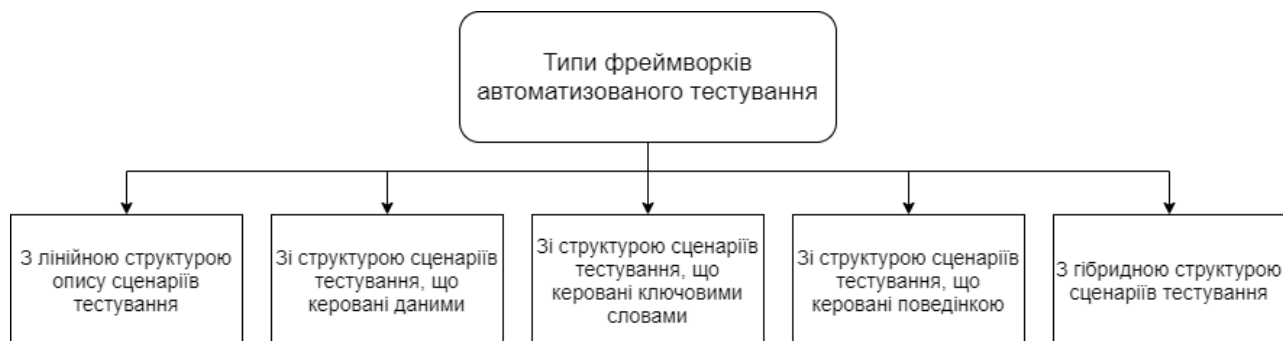 Типи фреймворків
автоматизованого тестування
З лінійною структурою
опису сценаріїв
тестування
Зі структурою сценаріїв
тестування, що
керовані даними
Зі структурою сценаріїв
тестування, що
керовані ключовими
словами
Зі структурою сценаріїв
тестування, що
керовані поведінкою
З гібридною структурою
сценаріїв тестування